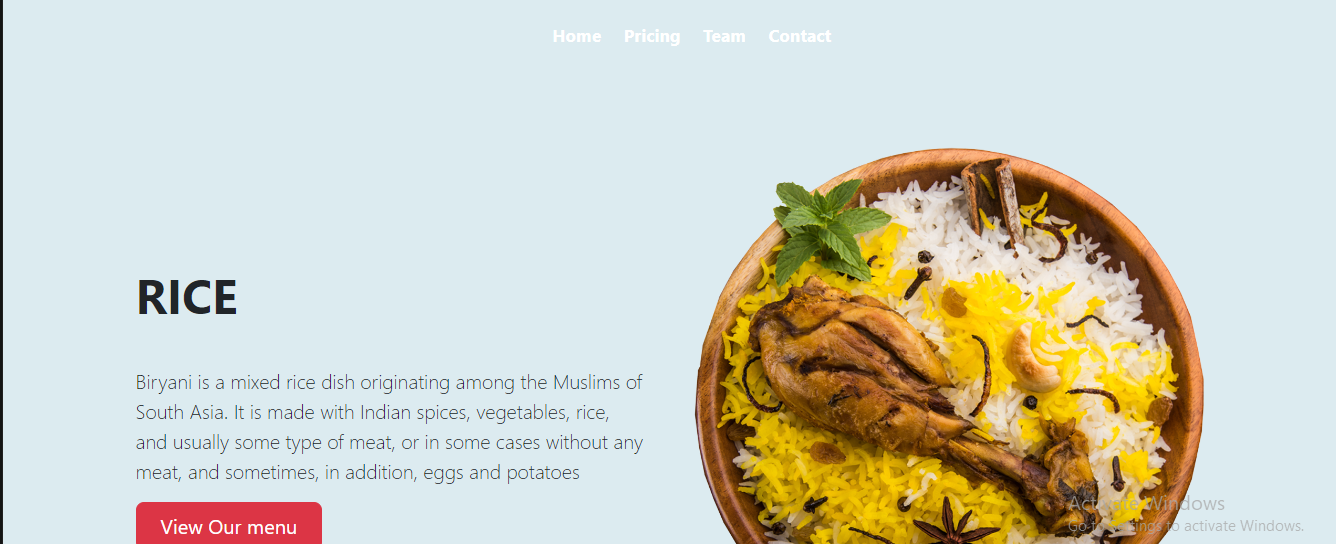 Home Pricing Team Contact
RICE
Biryani is a mixed rice dish originating among the Muslims of
South Asia. It is made with Indian spices, vegetables, rice,
and usually some type of meat, or in some cases without any
meat, and sometimes, in addition, eggs and potatoes
View Our menu
Activate Windows
Go to Settings to activate Windows.